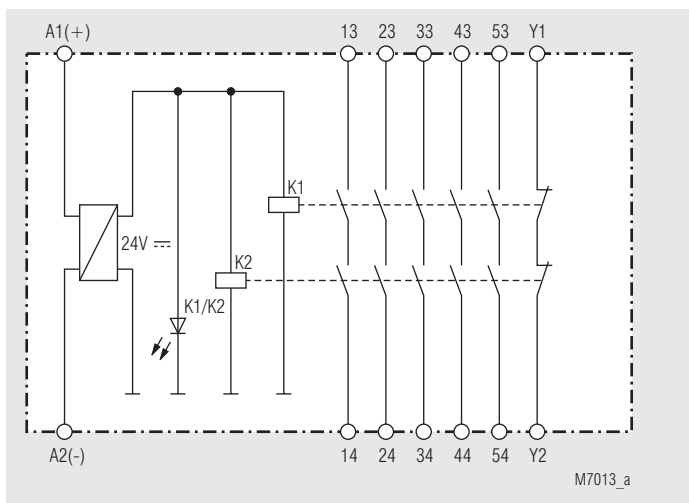 A1(+) 13 23 33 43 53 Y1
K1
24V
K2
K1/K2
A2(-) 14 24 34 44 54 Y2
M7013_a